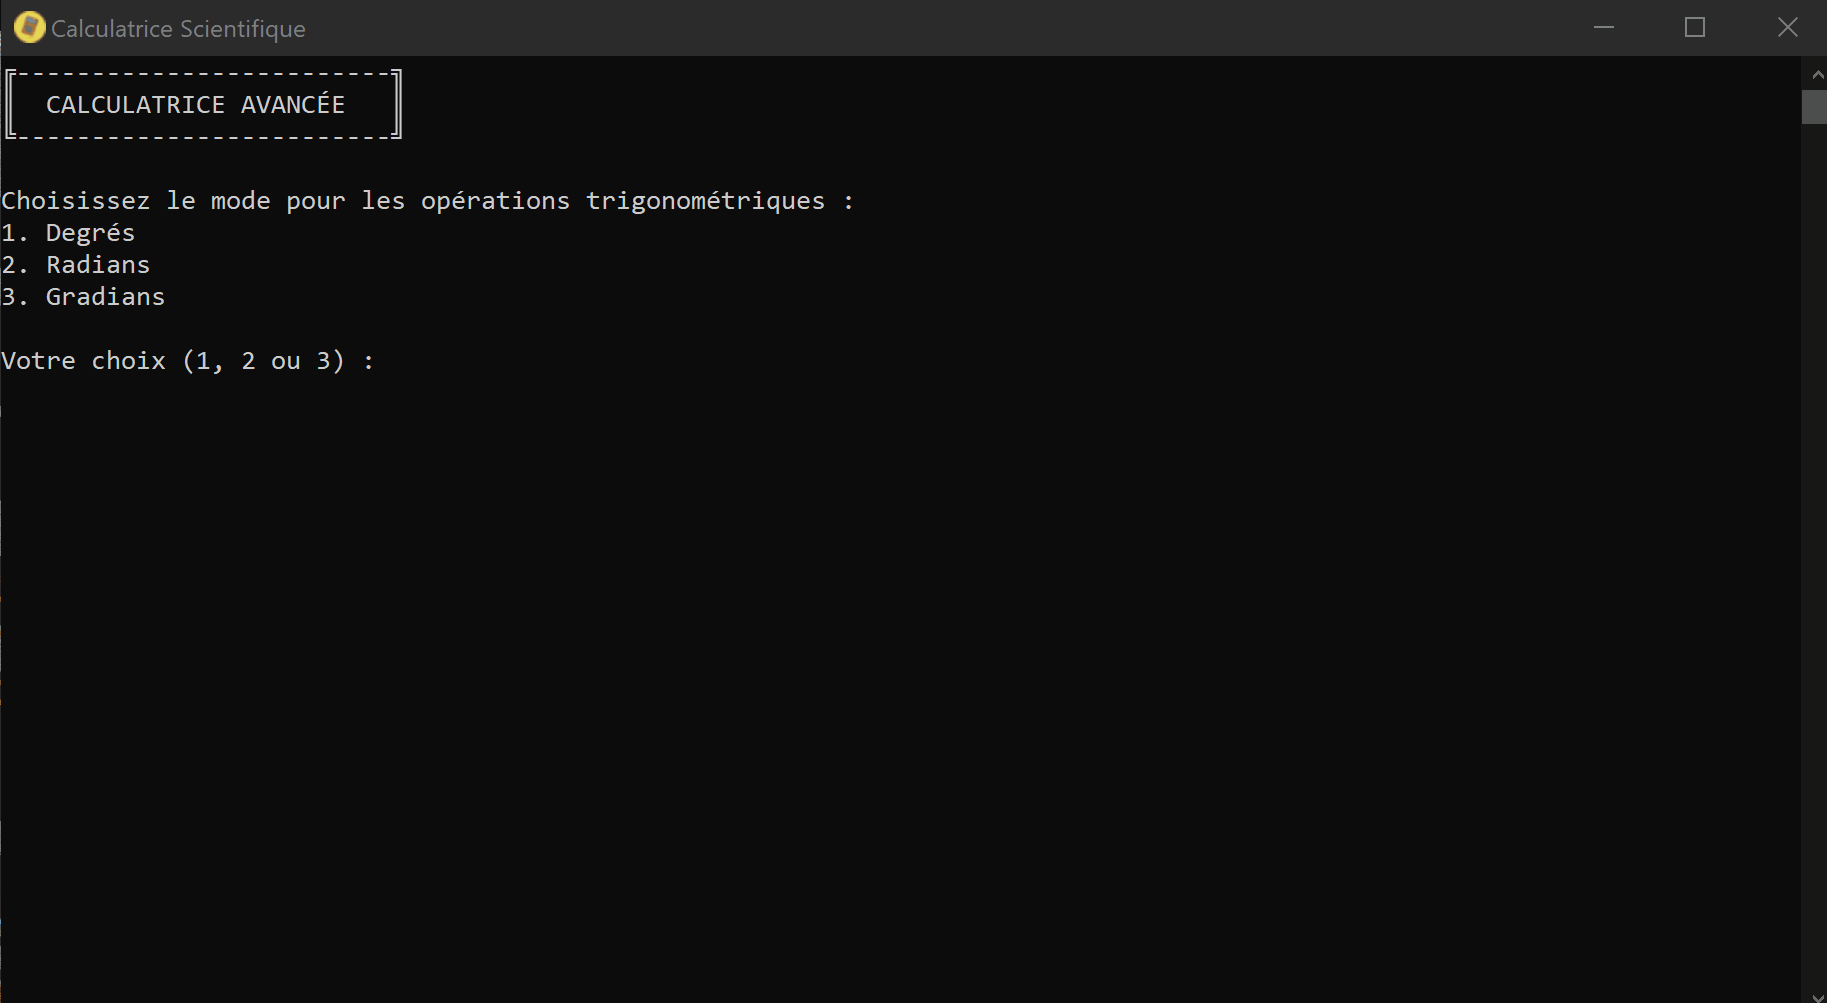 Calculatrice Scientifique
╔-------------------------╗
║  CALCULATRICE AVANCÉE   ║
╚-------------------------╝
Choisissez le mode pour les opérations trigonométriques :
1. Degrés
2. Radians
3. Gradians
Votre choix (1, 2 ou 3) :